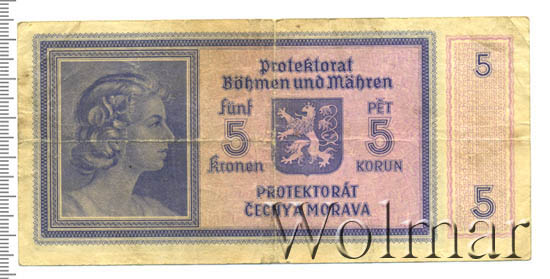 Protektorat
Böhmen und Mähren
Fünf PĚT
5 5
Kronen KORUN
PROTEKTORÁT
ČECHY A MORAVA
5
5
Wolmar